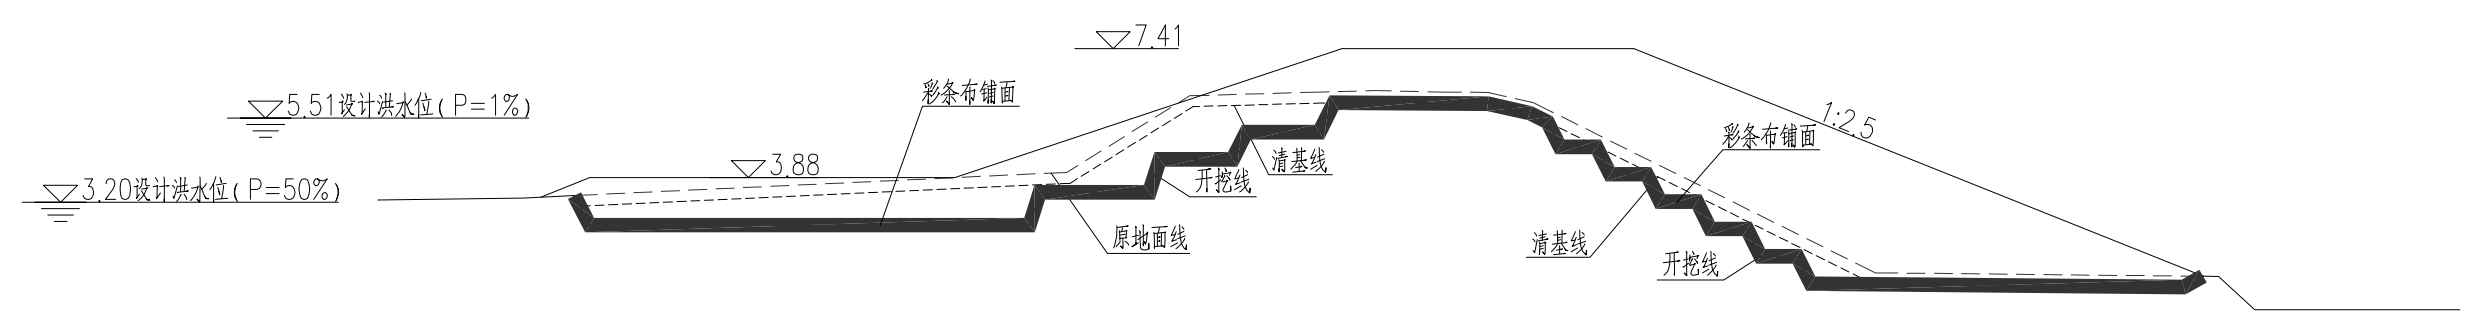 7.41
彩条布铺面
5.51设计洪水位(P=1%)
1:2.5
彩条布铺面
3.88
清基线
3.20设计洪水位(P=50%)
开挖线
原地面线
清基线
开挖线